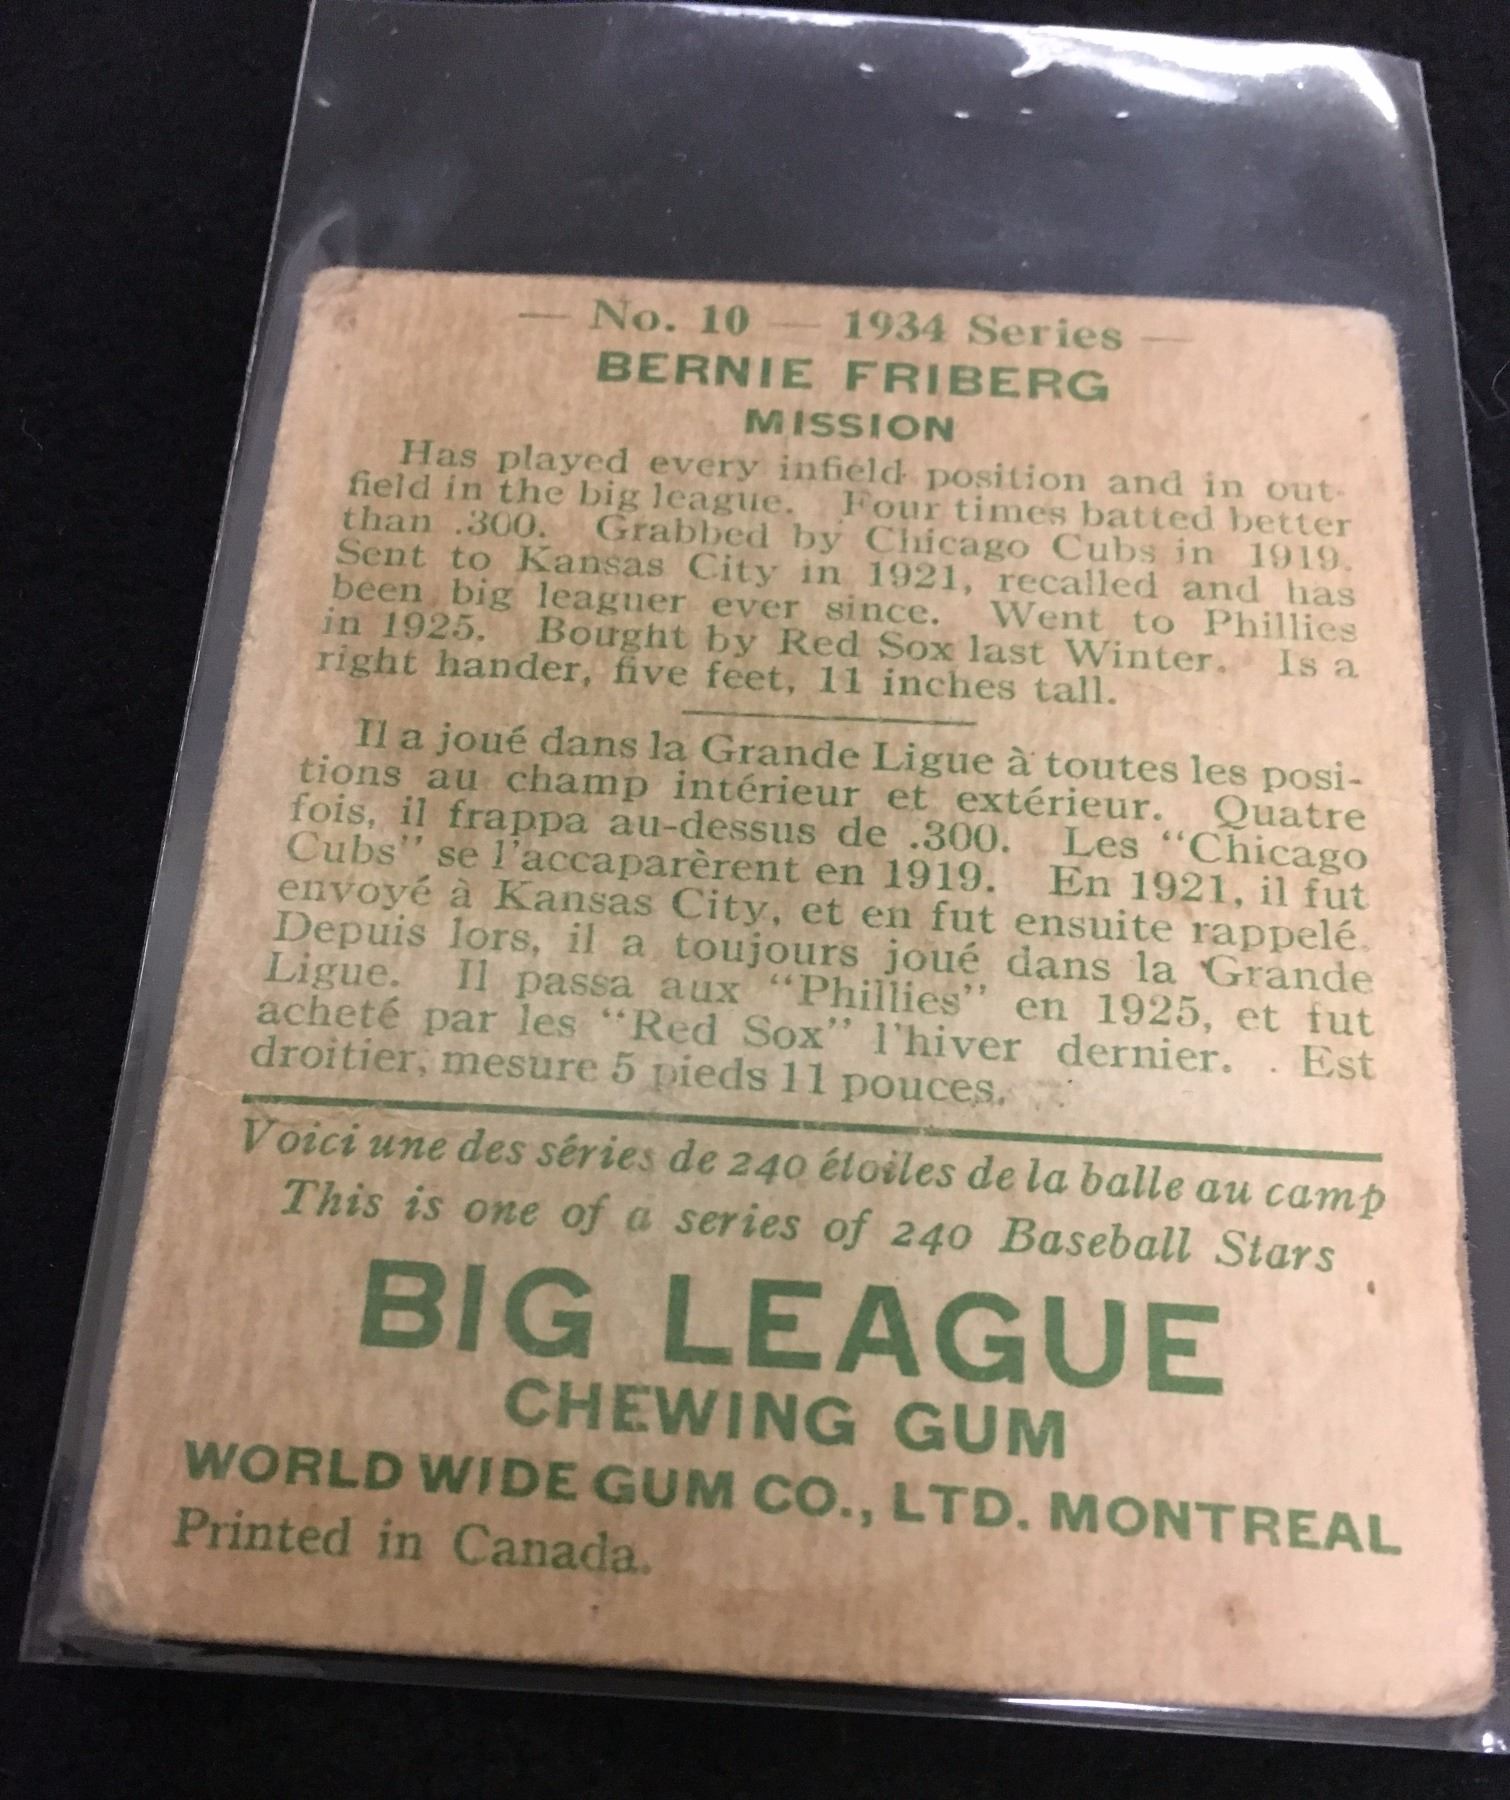 — No. 10 — 1934 Series —
BERNIE FRIBERG
MISSION
Has played every infield position and in out-
field in the big league. Four times batted better
than .300. Grabbed by Chicago Cubs in 1919.
Sent to Kansas City in 1921, recalled and has
been big leaguer ever since. Went to Phillies
in 1925. Bought by Red Sox last Winter. Is a
right hander, five feet, 11 inches tall.
Il a joué dans la Grande Ligue à toutes les posi-
tions au champ intérieur et extérieur. Quatre
fois, il frappa au-dessus de .300. Les "Chicago
Cubs" se l'accaparèrent en 1919. En 1921, il fut
envoyé à Kansas City, et en fut ensuite rappelé.
Depuis lors, il a toujours joué dans la Grande
Ligue. Il passa aux "Phillies" en 1925, et fut
acheté par les "Red Sox" l'hiver dernier. Est
droitier, mesure 5 pieds 11 pouces.
Voici une des séries de 240 étoiles de la balle au camp
This is one of a series of 240 Baseball Stars
BIG LEAGUE
CHEWING GUM
WORLD WIDE GUM CO., LTD. MONTREAL
Printed in Canada.